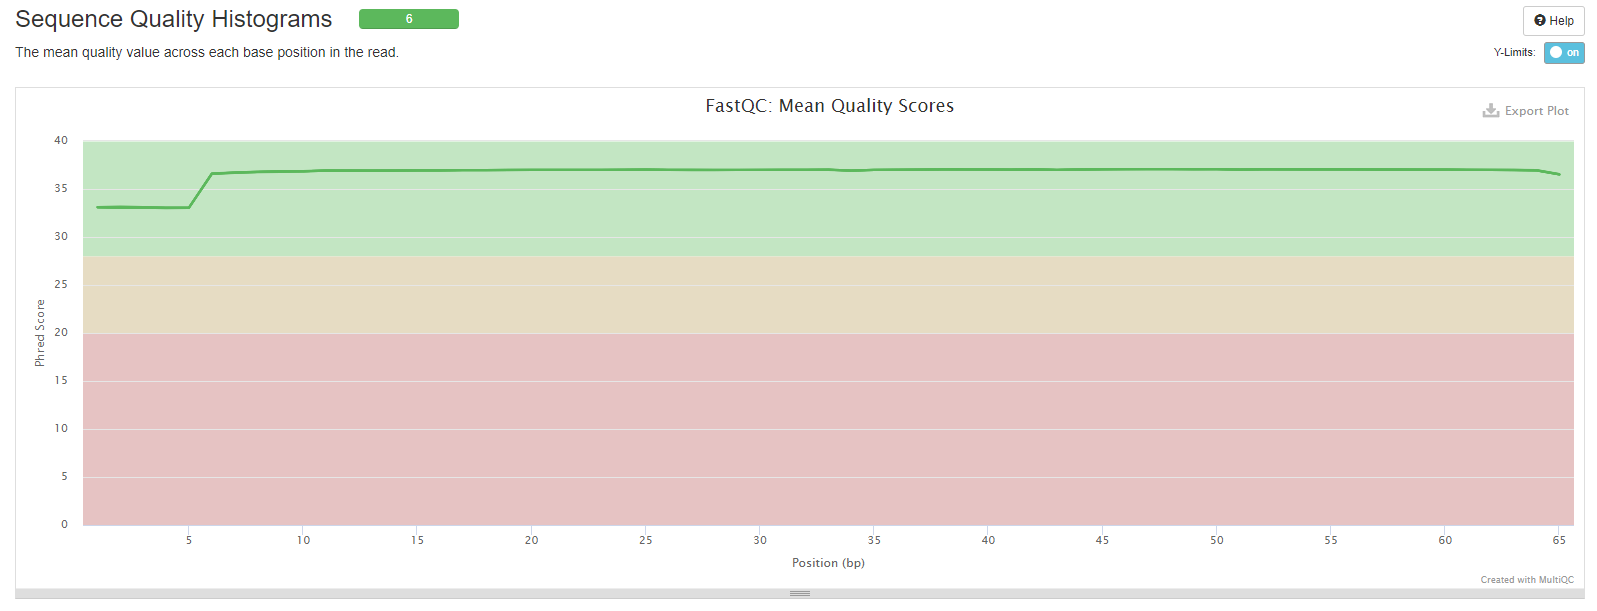 Sequence Quality Histograms 6
Help
The mean quality value across each base position in the read.
Y-Limits: on
FastQC: Mean Quality Scores
Export Plot
40
35
30
25
20
15
10
5
0
Phred Score
5 10 15 20 25 30 35 40 45 50 55 60 65
Position (bp)
Created with MultiQC